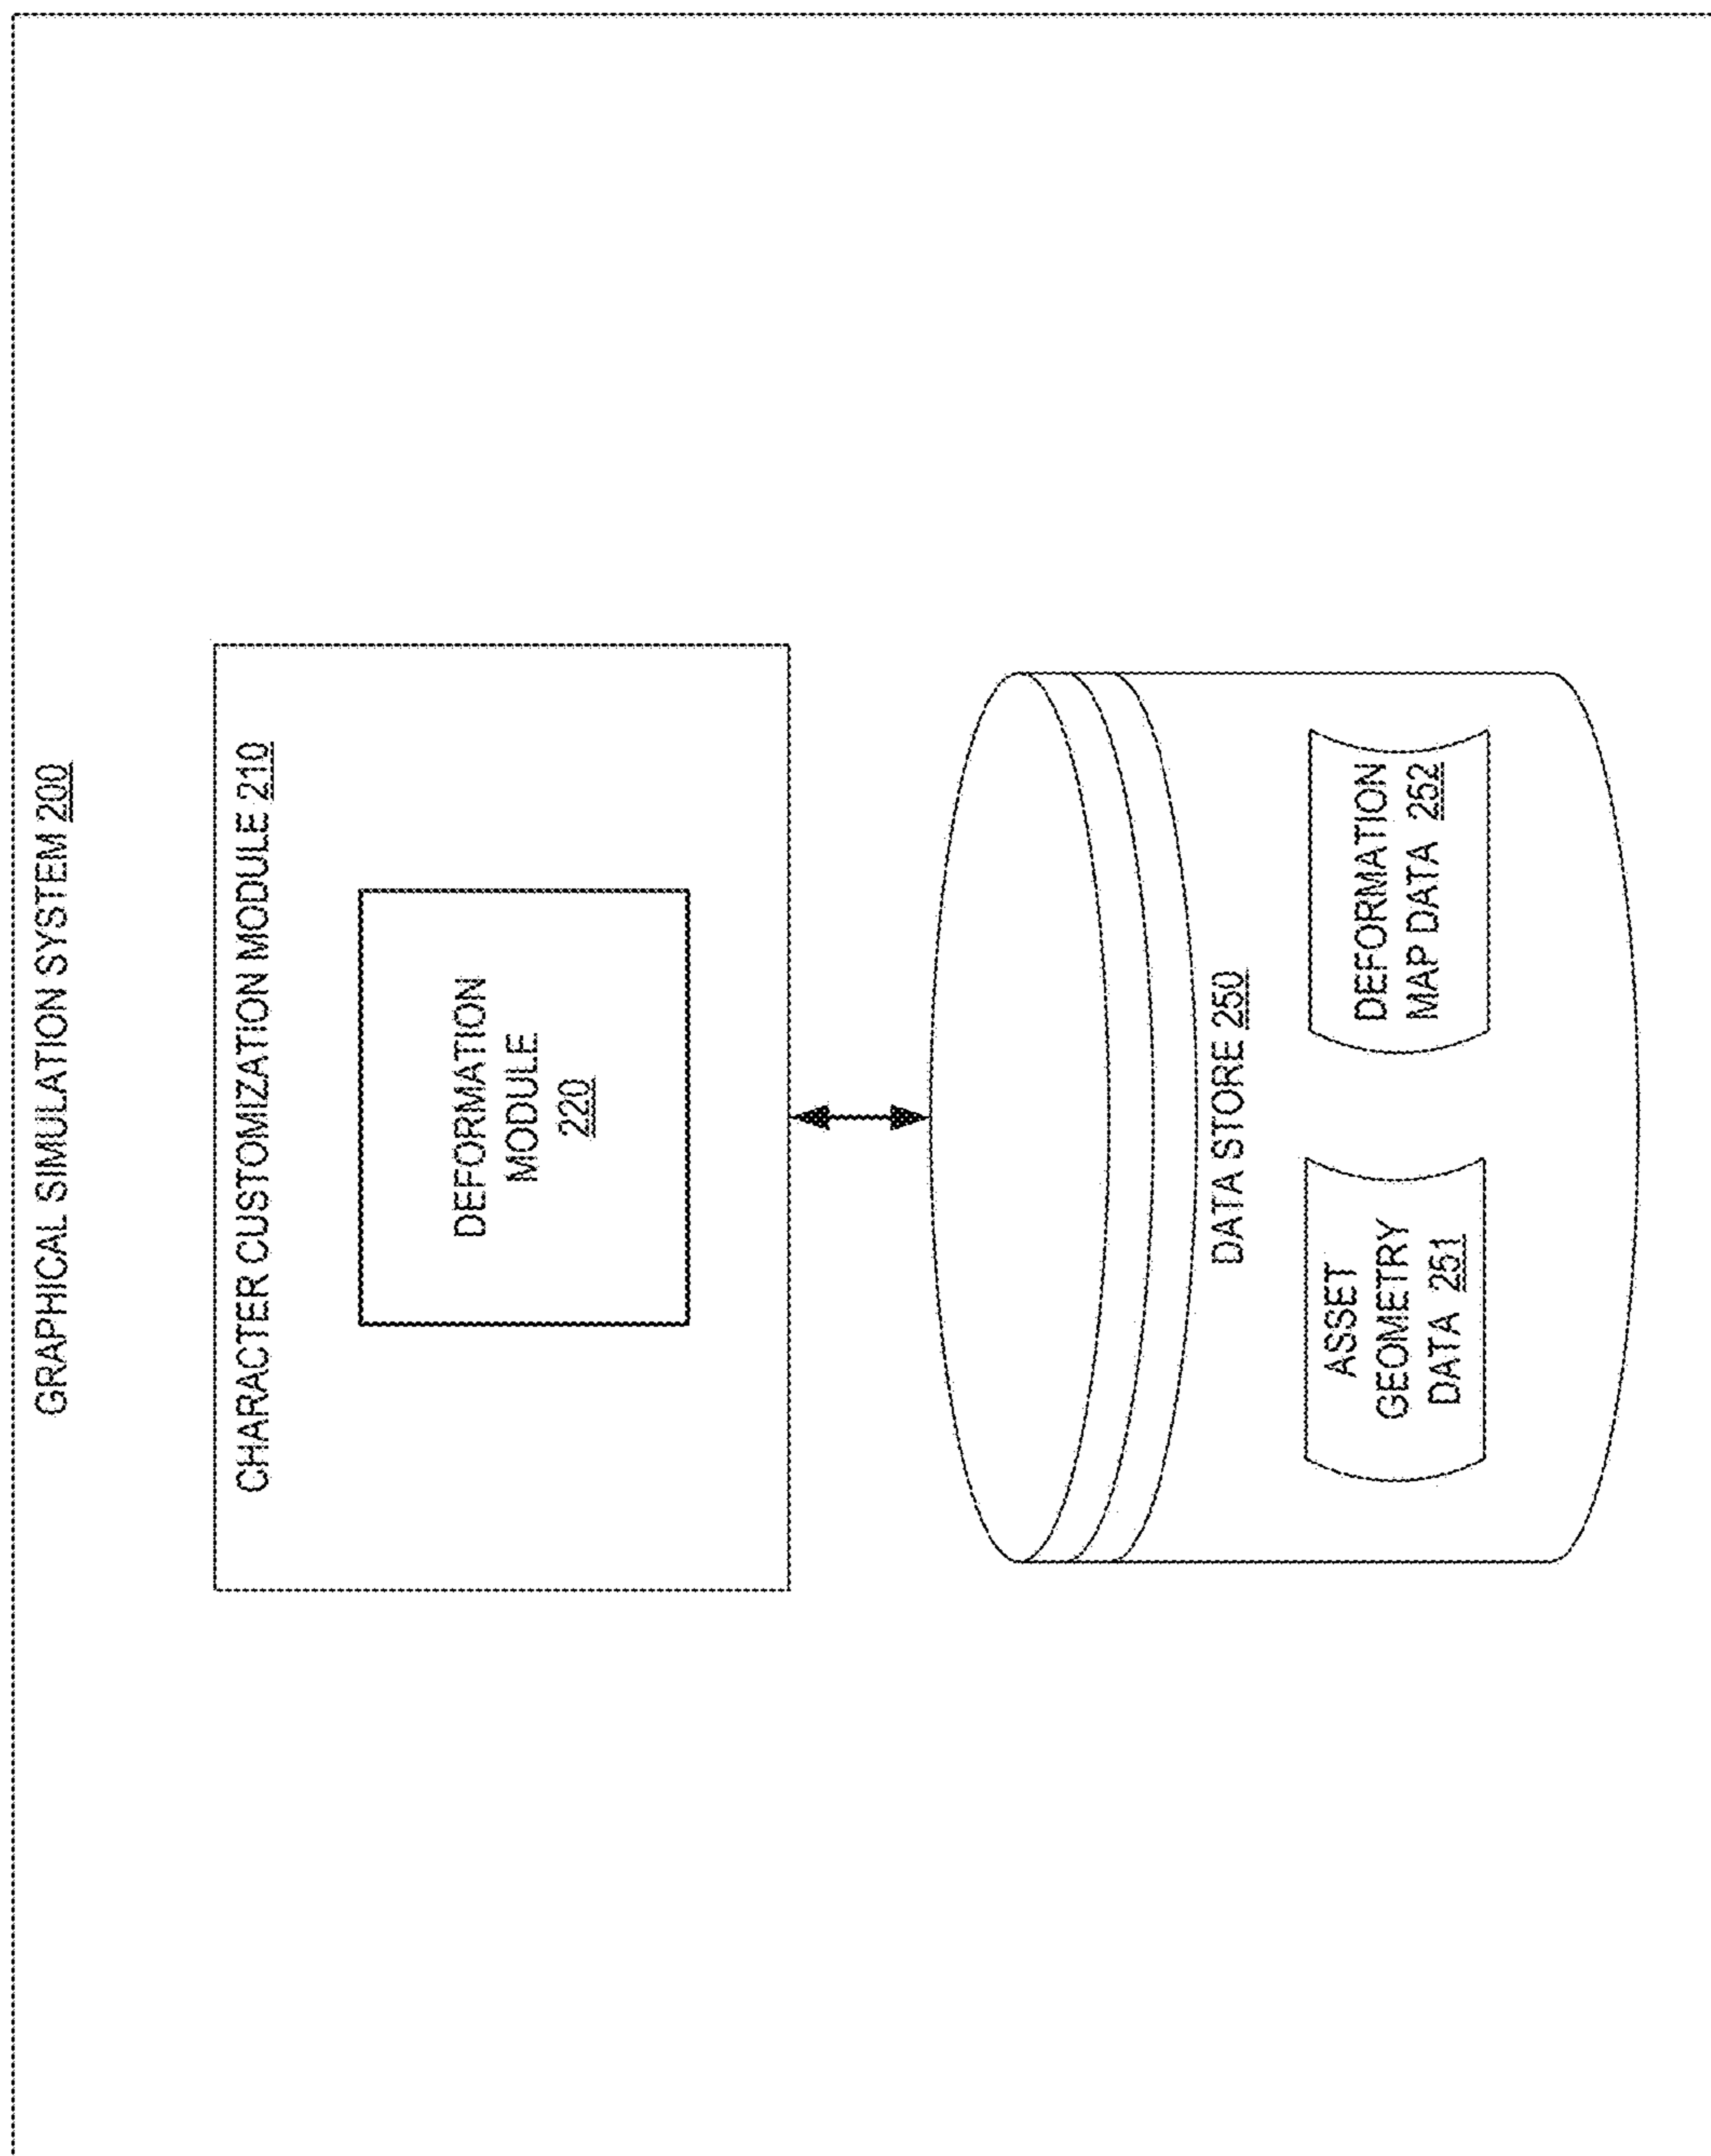 GRAPHICAL SIMULATION SYSTEM 200
CHARACTER CUSTOMIZATION MODULE 210
DEFORMATION
MODULE
220
DATA STORE 250
ASSET
GEOMETRY
DATA 251
DEFORMATION
MAP DATA 252